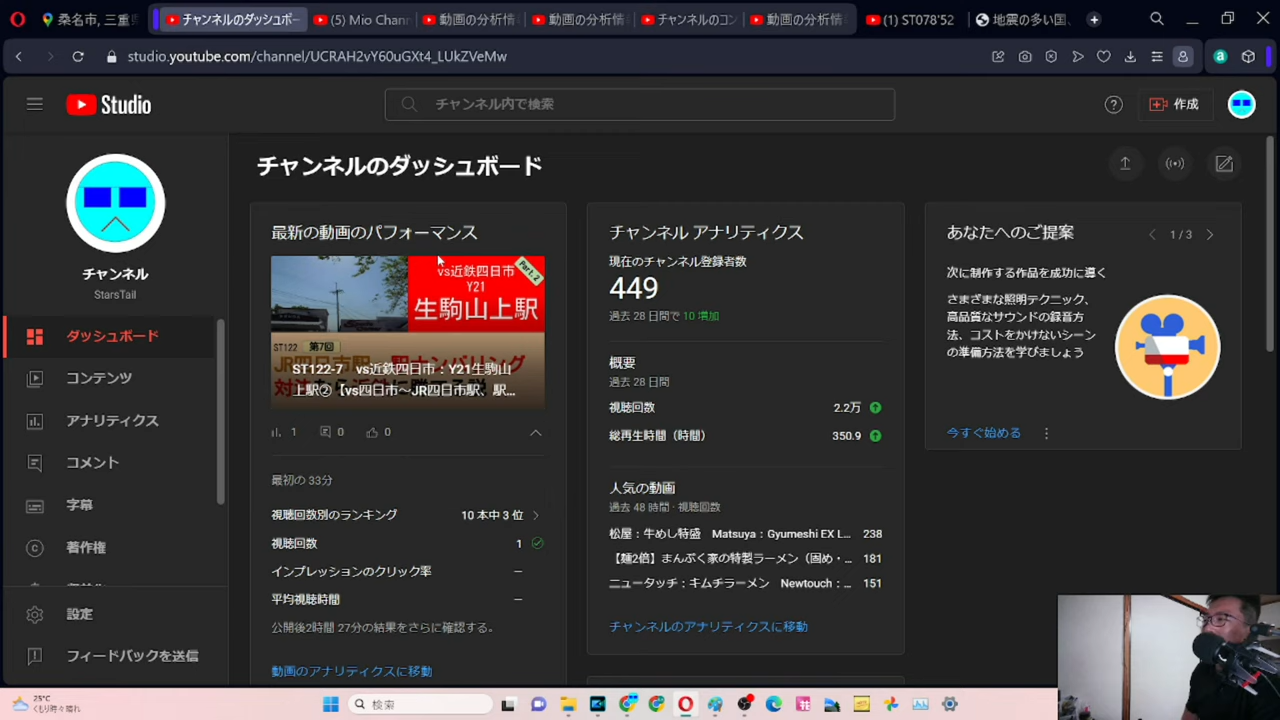 桑名市, 三重県
チャンネルのダッシュボー
(5) Mio Chan
動画の分析情
動画の分析情
チャンネルのコン
動画の分析情
(1) ST078'52
地震の多い国、
studio.youtube.com/channel/UCRAH2vY60uGXt4_LUkZVeMw
Studio
チャンネル内で検索
作成
チャンネルのダッシュボード
チャンネル
StarsTail
ダッシュボード
コンテンツ
アナリティクス
コメント
字幕
著作権
設定
フィードバックを送信
最新の動画のパフォーマンス
vs近鉄四日市
Part.2
Y21
生駒山上駅
ST122 第7回
ST122-7 vs近鉄四日市：Y21生駒山
上駅②【vs四日市〜JR四日市駅、駅...
1 0 0
最初の 33分
視聴回数別のランキング 10 本中 3 位
視聴回数 1
インプレッションのクリック率 –
平均視聴時間 –
公開後2時間 27分の結果をさらに確認する。
動画のアナリティクスに移動
チャンネル アナリティクス
現在のチャンネル登録者数
449
過去 28 日間で 10 増加
概要
過去 28 日間
視聴回数 2.2万
総再生時間（時間） 350.9
人気の動画
過去 48 時間 · 視聴回数
松屋：牛めし特盛 Matsuya：Gyumeshi EX L... 238
【麺2倍】まんぷく家の特製ラーメン（固め・... 181
ニュータッチ：キムチラーメン Newtouch：... 151
チャンネルのアナリティクスに移動
あなたへのご提案
1 / 3
次に制作する作品を成功に導く
さまざまな照明テクニック、
高品質なサウンドの録音方
法、コストをかけないシーン
の準備方法を学びましょう
今すぐ始める
25°C
くもり時々晴れ
検索